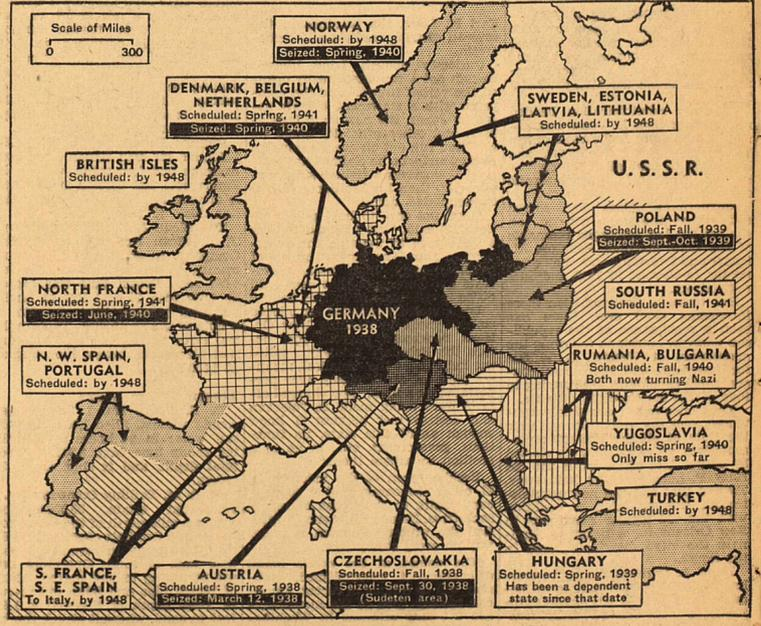 Scale of Miles
0 300
NORWAY
Scheduled: by 1948
Seized: Spring, 1940
DENMARK, BELGIUM,
NETHERLANDS
Scheduled: Spring, 1941
Seized: Spring, 1940
SWEDEN, ESTONIA,
LATVIA, LITHUANIA
Scheduled: by 1948
BRITISH ISLES
Scheduled: by 1948
U. S. S. R.
POLAND
Scheduled: Fall, 1939
Seized: Sept.-Oct. 1939
NORTH FRANCE
Scheduled: Spring, 1941
Seized: June, 1940
GERMANY
1938
SOUTH RUSSIA
Scheduled: Fall, 1941
N. W. SPAIN,
PORTUGAL
Scheduled: by 1948
RUMANIA, BULGARIA
Scheduled: Fall, 1940
Both now turning Nazi
YUGOSLAVIA
Scheduled: Spring, 1940
Only miss so far
TURKEY
Scheduled: by 1948
S. FRANCE,
S. E. SPAIN
To Italy, by 1948
AUSTRIA
Scheduled: Spring, 1938
Seized: March 12, 1938
CZECHOSLOVAKIA
Scheduled: Fall, 1938
Seized: Sept. 30, 1938
(Sudeten area)
HUNGARY
Scheduled: Spring, 1939
Has been a dependent
state since that date